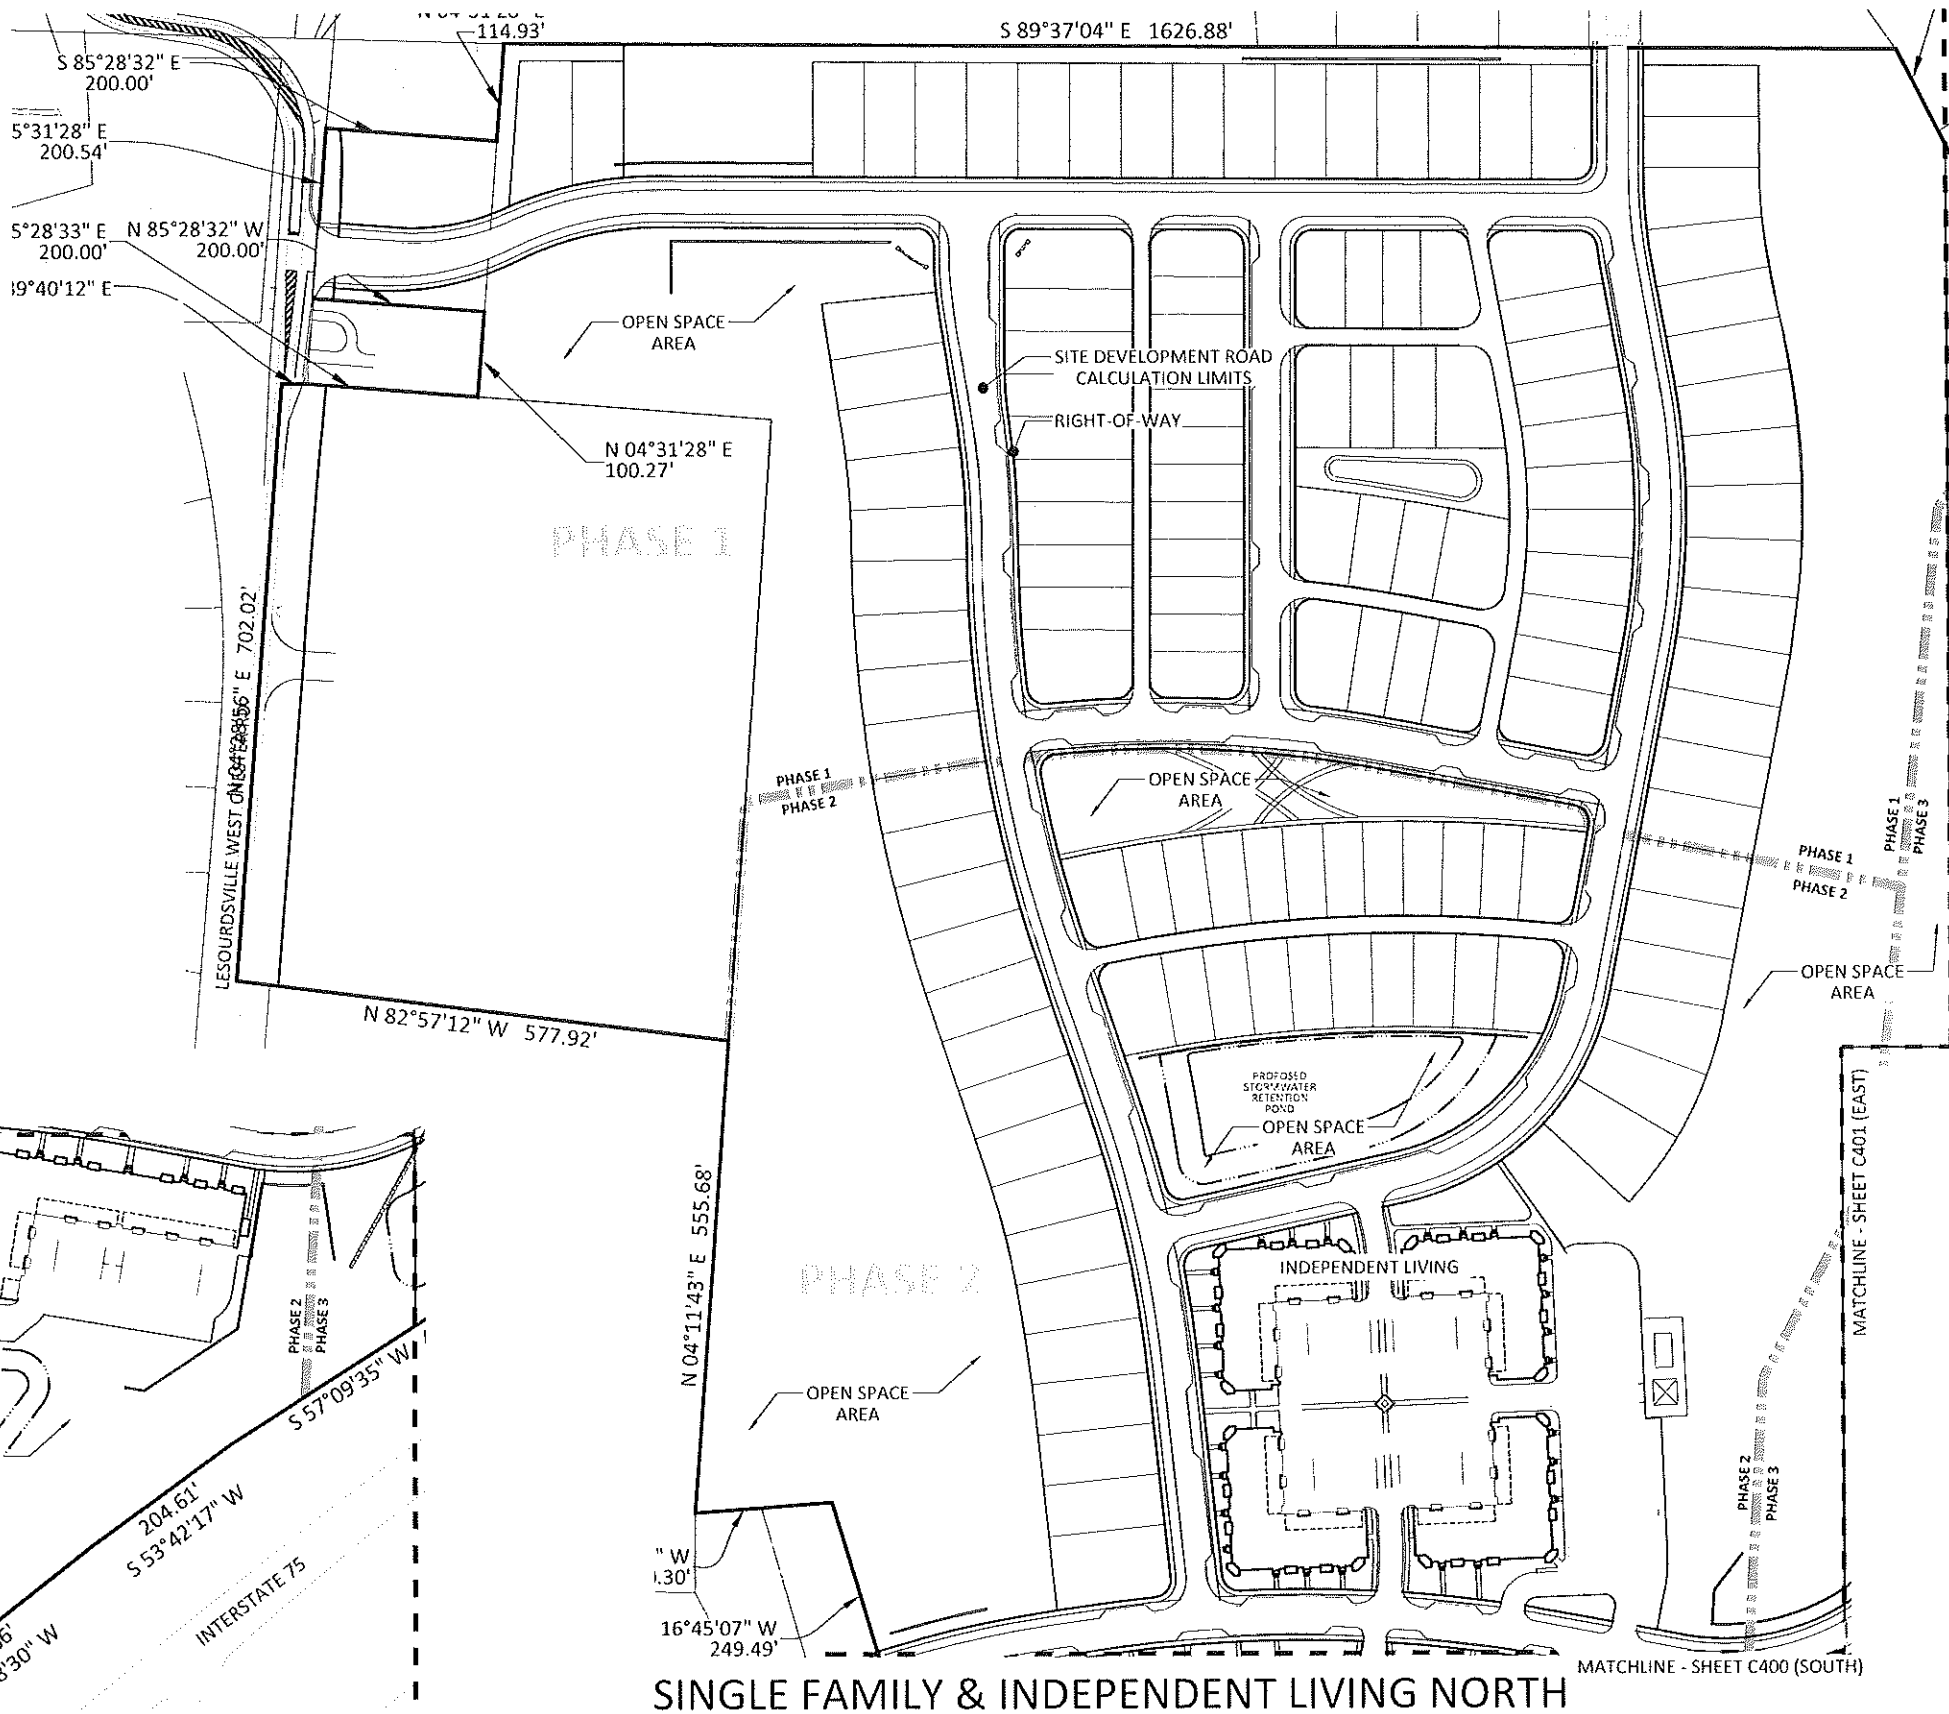 114.93'
S 89°37'04" E 1626.88'
S 85°28'32" E
200.00'
5°31'28" E
200.54'
5°28'33" E
200.00'
N 85°28'32" W
200.00'
9°40'12" E
OPEN SPACE
AREA
SITE DEVELOPMENT ROAD
CALCULATION LIMITS
RIGHT-OF-WAY
N 04°31'28" E
100.27'
PHASE 1
702.02'
LESOURDSVILLE WEST
PHASE 1
PHASE 2
OPEN SPACE
AREA
PHASE 1
PHASE 3
PHASE 1
PHASE 2
OPEN SPACE
AREA
N 82°57'12" W 577.92'
PROPOSED
STORMWATER
RETENTION
POND
OPEN SPACE
AREA
MATCHLINE- SHEET C401 (EAST)
N 04°11'43" E 555.68'
PHASE 2
INDEPENDENT LIVING
PHASE 2
PHASE 3
S 57°09'35" W
OPEN SPACE
AREA
PHASE 2
PHASE 3
204.61'
S 53°42'17" W
INTERSTATE 75
" W
.30'
16°45'07" W
249.49'
6'
8'30" W
MATCHLINE - SHEET C400 (SOUTH)
SINGLE FAMILY & INDEPENDENT LIVING NORTH